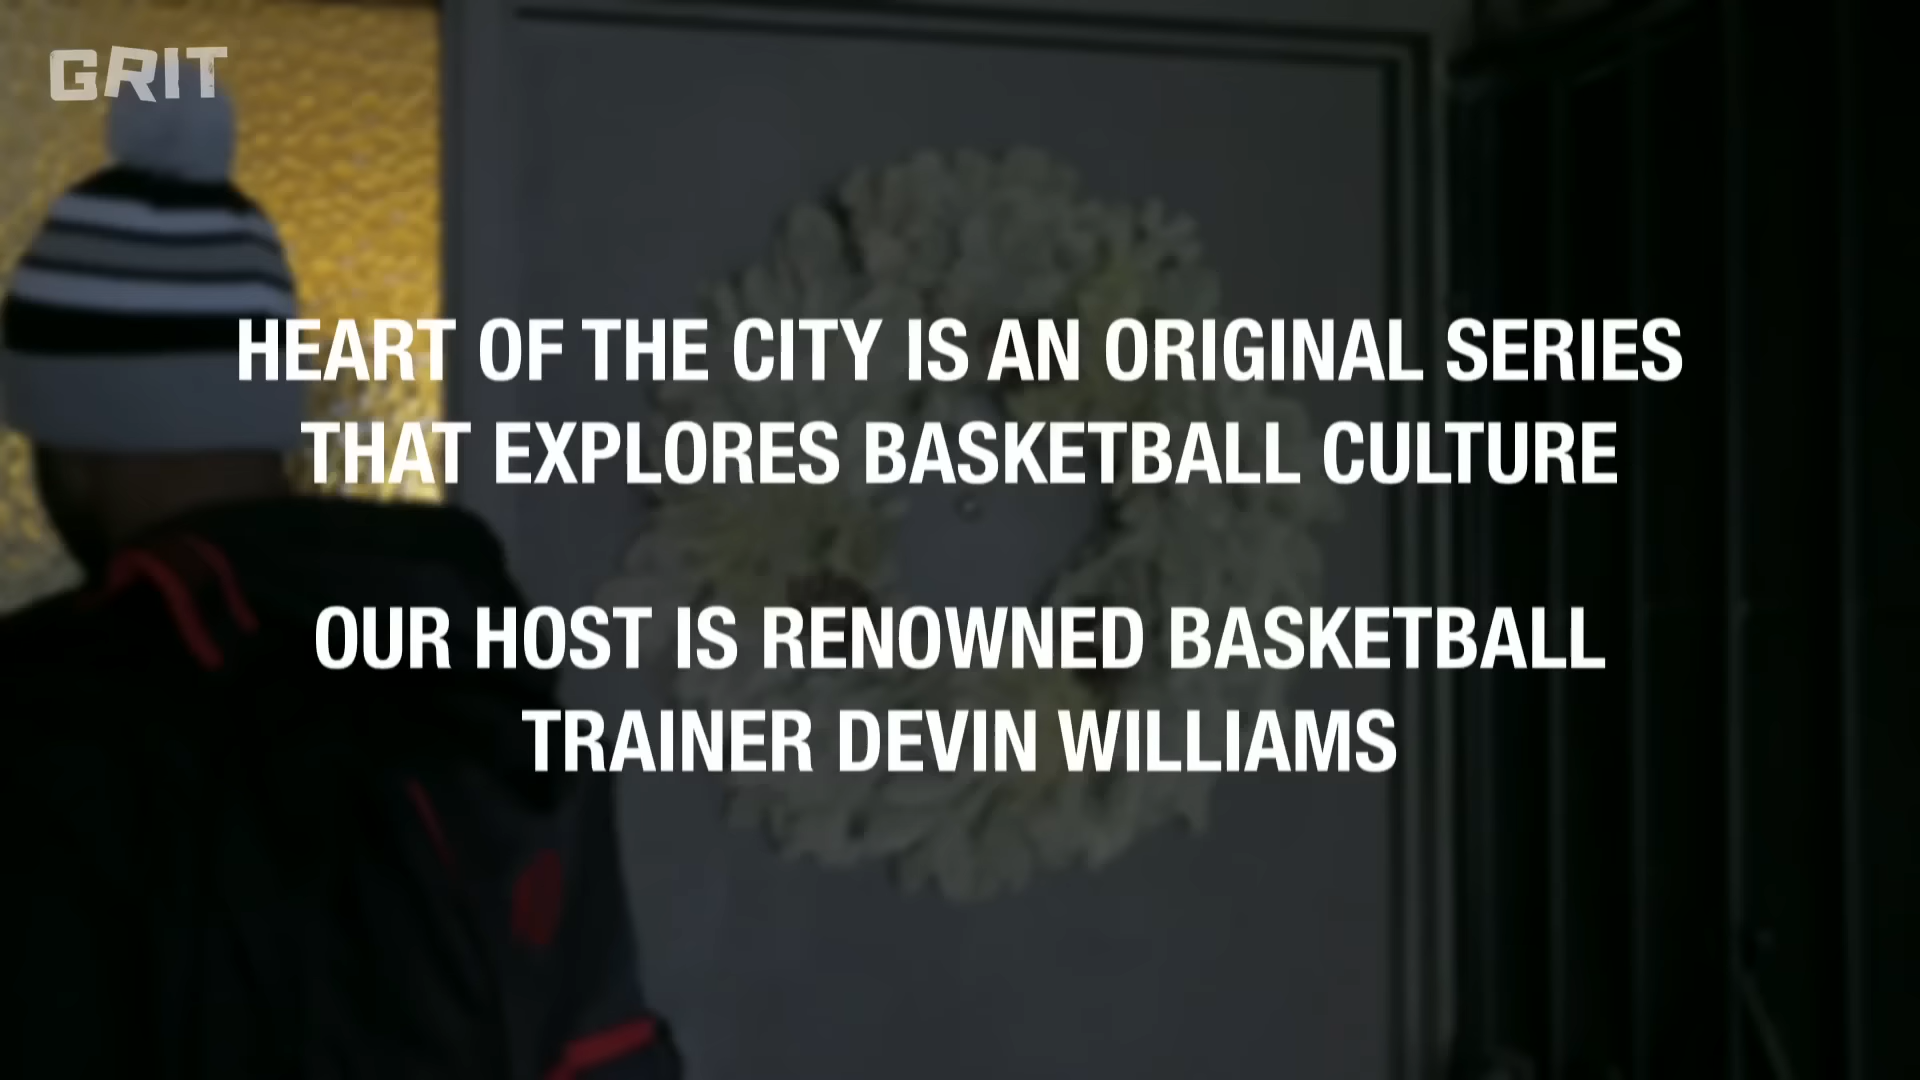 GRIT
HEART OF THE CITY IS AN ORIGINAL SERIES
THAT EXPLORES BASKETBALL CULTURE
OUR HOST IS RENOWNED BASKETBALL
TRAINER DEVIN WILLIAMS